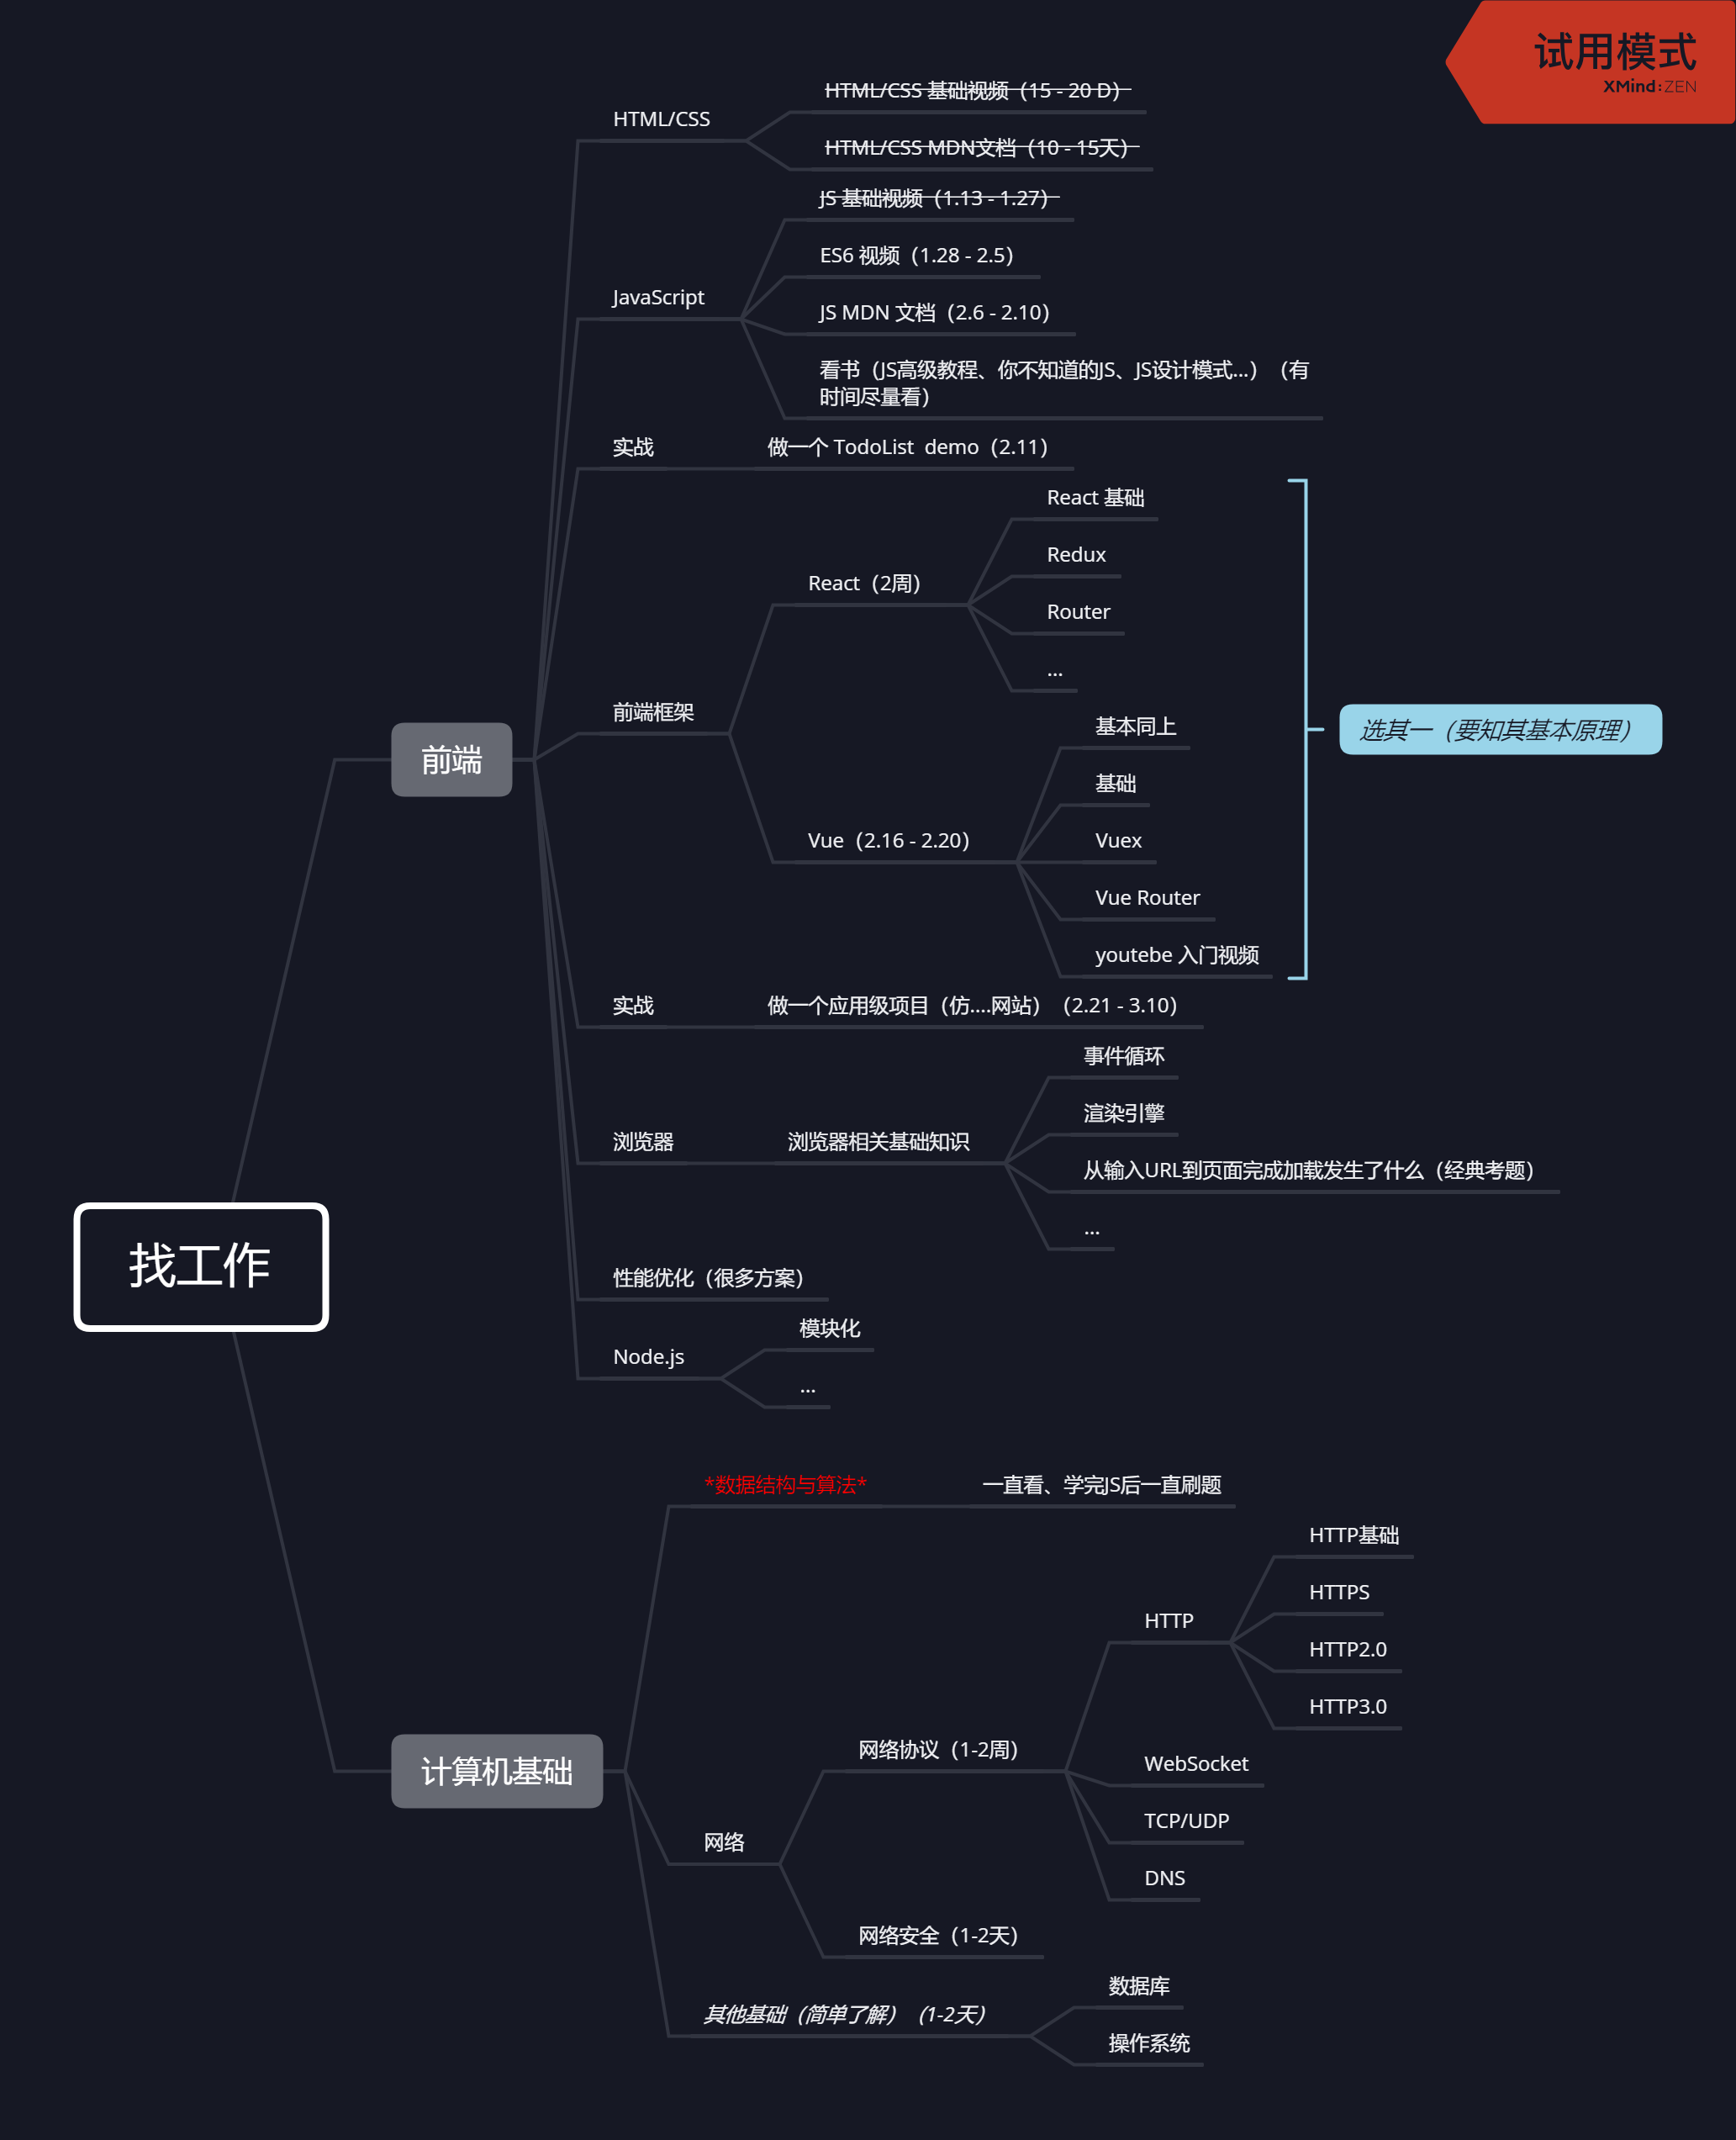 试用模式
XMind:ZEN
找工作
前端
HTML/CSS
HTML/CSS 基础视频（15 - 20 D）
HTML/CSS MDN文档（10 - 15天）
JavaScript
JS 基础视频（1.13 - 1.27）
ES6 视频（1.28 - 2.5）
JS MDN 文档（2.6 - 2.10）
看书（JS高级教程、你不知道的JS、JS设计模式...）（有
时间尽量看）
实战
做一个 TodoList  demo（2.11）
前端框架
React（2周）
React 基础
Redux
Router
...
Vue（2.16 - 2.20）
基本同上
基础
Vuex
Vue Router
youtebe 入门视频
选其一（要知其基本原理）
实战
做一个应用级项目（仿....网站）（2.21 - 3.10）
浏览器
浏览器相关基础知识
事件循环
渲染引擎
从输入URL到页面完成加载发生了什么（经典考题）
...
性能优化（很多方案）
Node.js
模块化
...
计算机基础
*数据结构与算法*
一直看、学完JS后一直刷题
网络
网络协议（1-2周）
HTTP
HTTP基础
HTTPS
HTTP2.0
HTTP3.0
WebSocket
TCP/UDP
DNS
网络安全（1-2天）
其他基础（简单了解）（1-2天）
数据库
操作系统